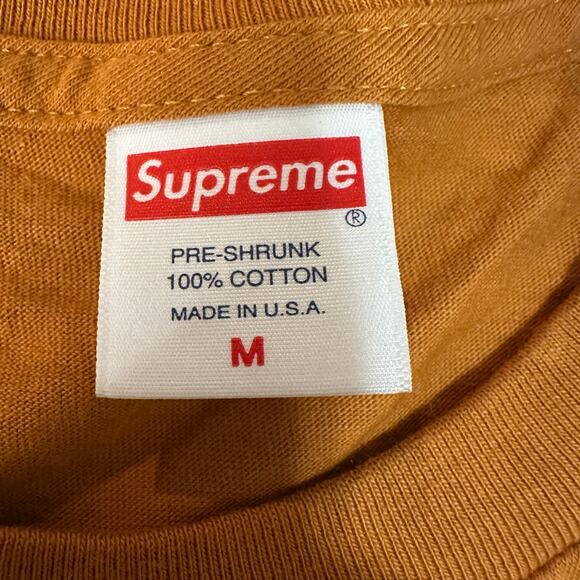 Supreme
®
PRE-SHRUNK
100% COTTON
MADE IN U.S.A.
M